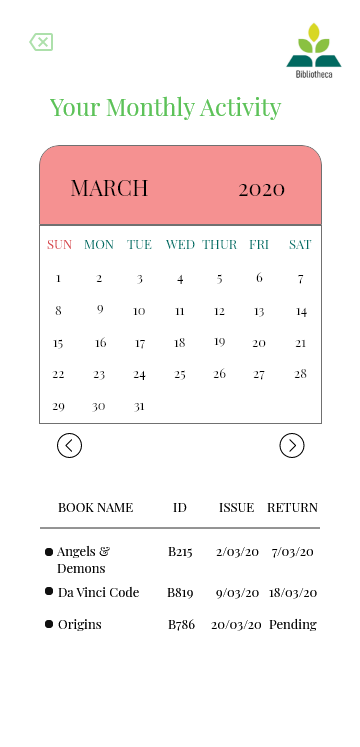 Bibliotheca
Your Monthly Activity
MARCH 2020
SUN MON TUE WED THUR FRI SAT
1 2 3 4 5 6 7
8 9 10 11 12 13 14
15 16 17 18 19 20 21
22 23 24 25 26 27 28
29 30 31
BOOK NAME ID ISSUE RETURN
Angels & B215 2/03/20 7/03/20
Demons
Da Vinci Code B819 9/03/20 18/03/20
Origins B786 20/03/20 Pending